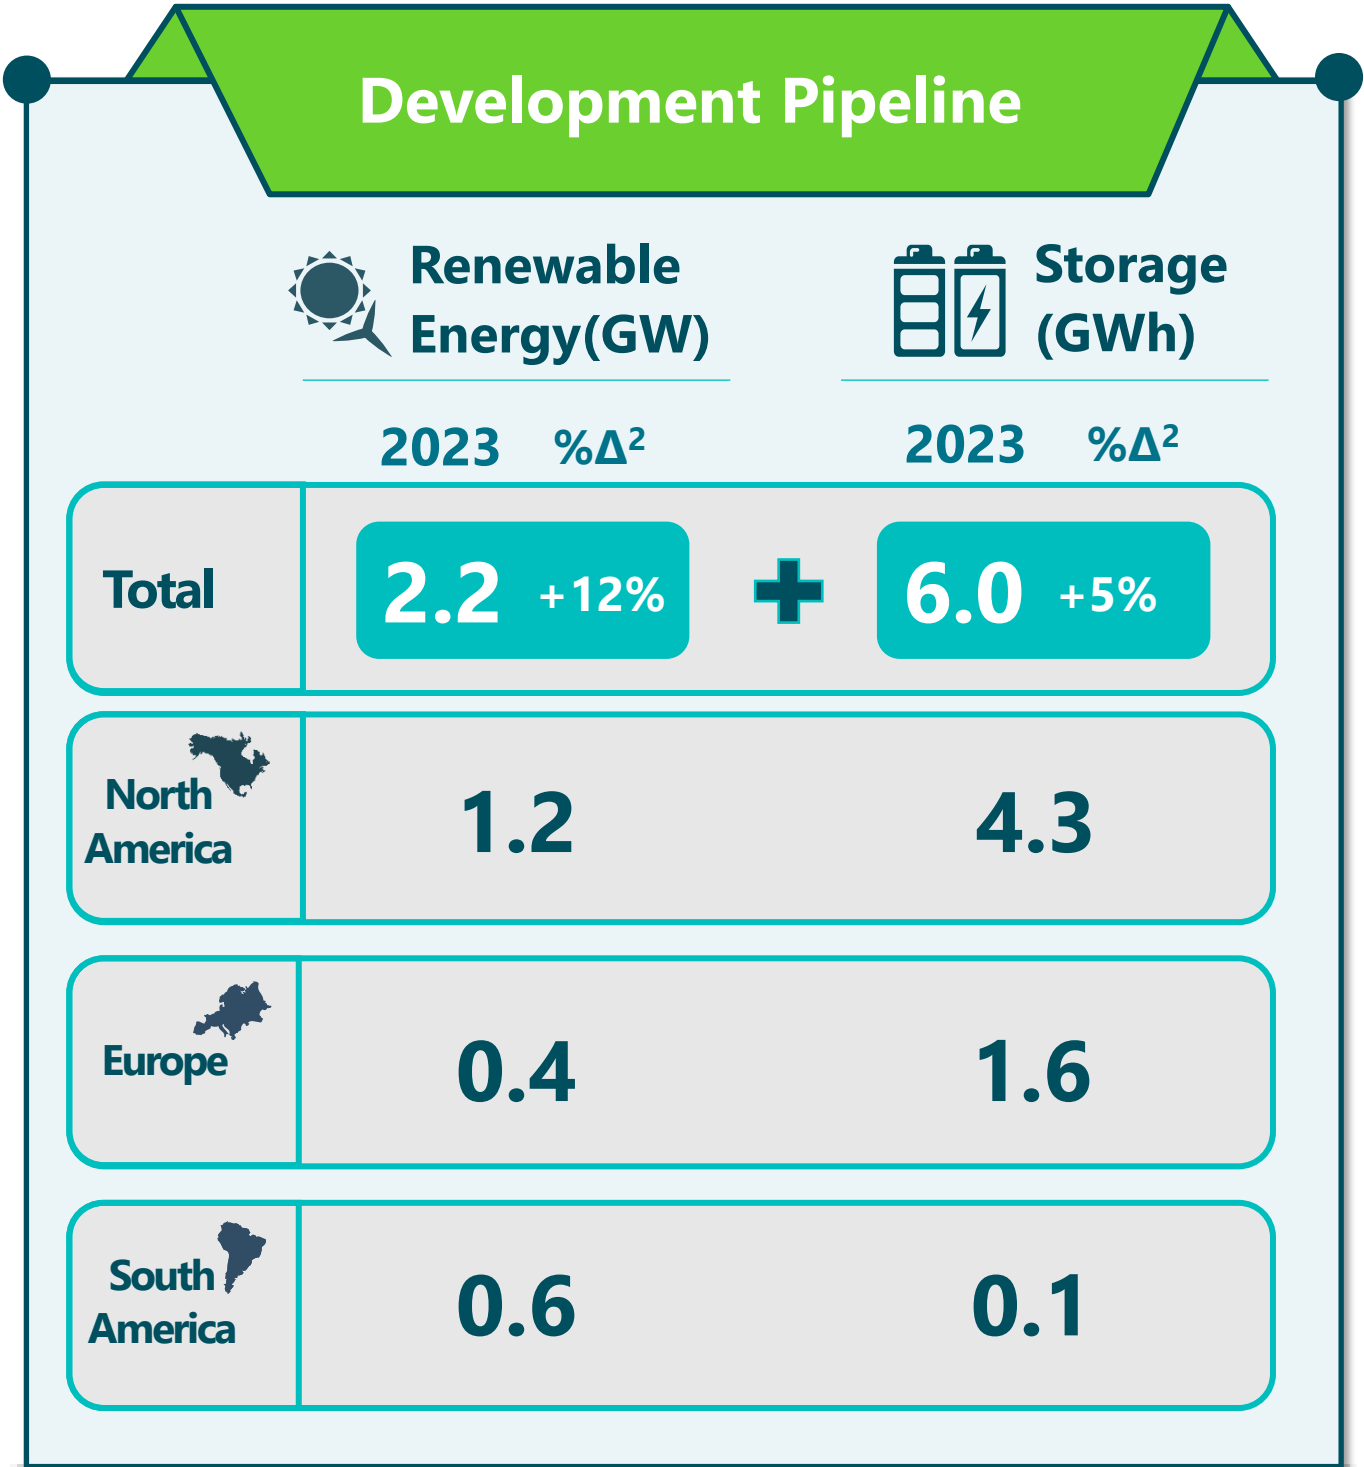 Development Pipeline
Renewable
Energy(GW)
Storage
(GWh)
2023 %Δ²
2023 %Δ²
Total
2.2 +12%
6.0 +5%
North
America
1.2
4.3
Europe
0.4
1.6
South
America
0.6
0.1